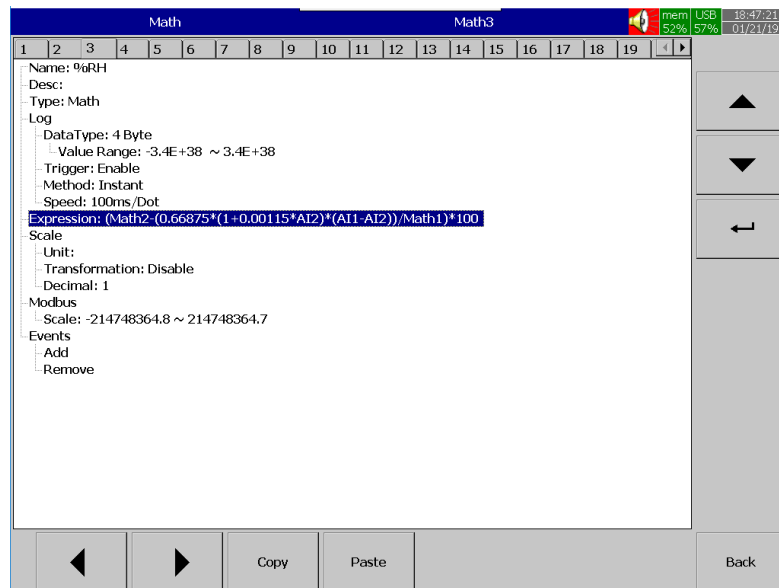 Math Math3 mem USB 18:47:21
52% 57% 01/21/19
1 2 3 4 5 6 7 8 9 10 11 12 13 14 15 16 17 18 19
Name: %RH
Desc:
Type: Math
Log
DataType: 4 Byte
Value Range: -3.4E+38 ~ 3.4E+38
Trigger: Enable
Method: Instant
Speed: 100ms/Dot
Expression: (Math2-(0.66875*(1+0.00115*AI2)*(AI1-AI2))/Math1)*100
Scale
Unit:
Transformation: Disable
Decimal: 1
Modbus
Scale: -214748364.8 ~ 214748364.7
Events
Add
Remove
Copy Paste Back